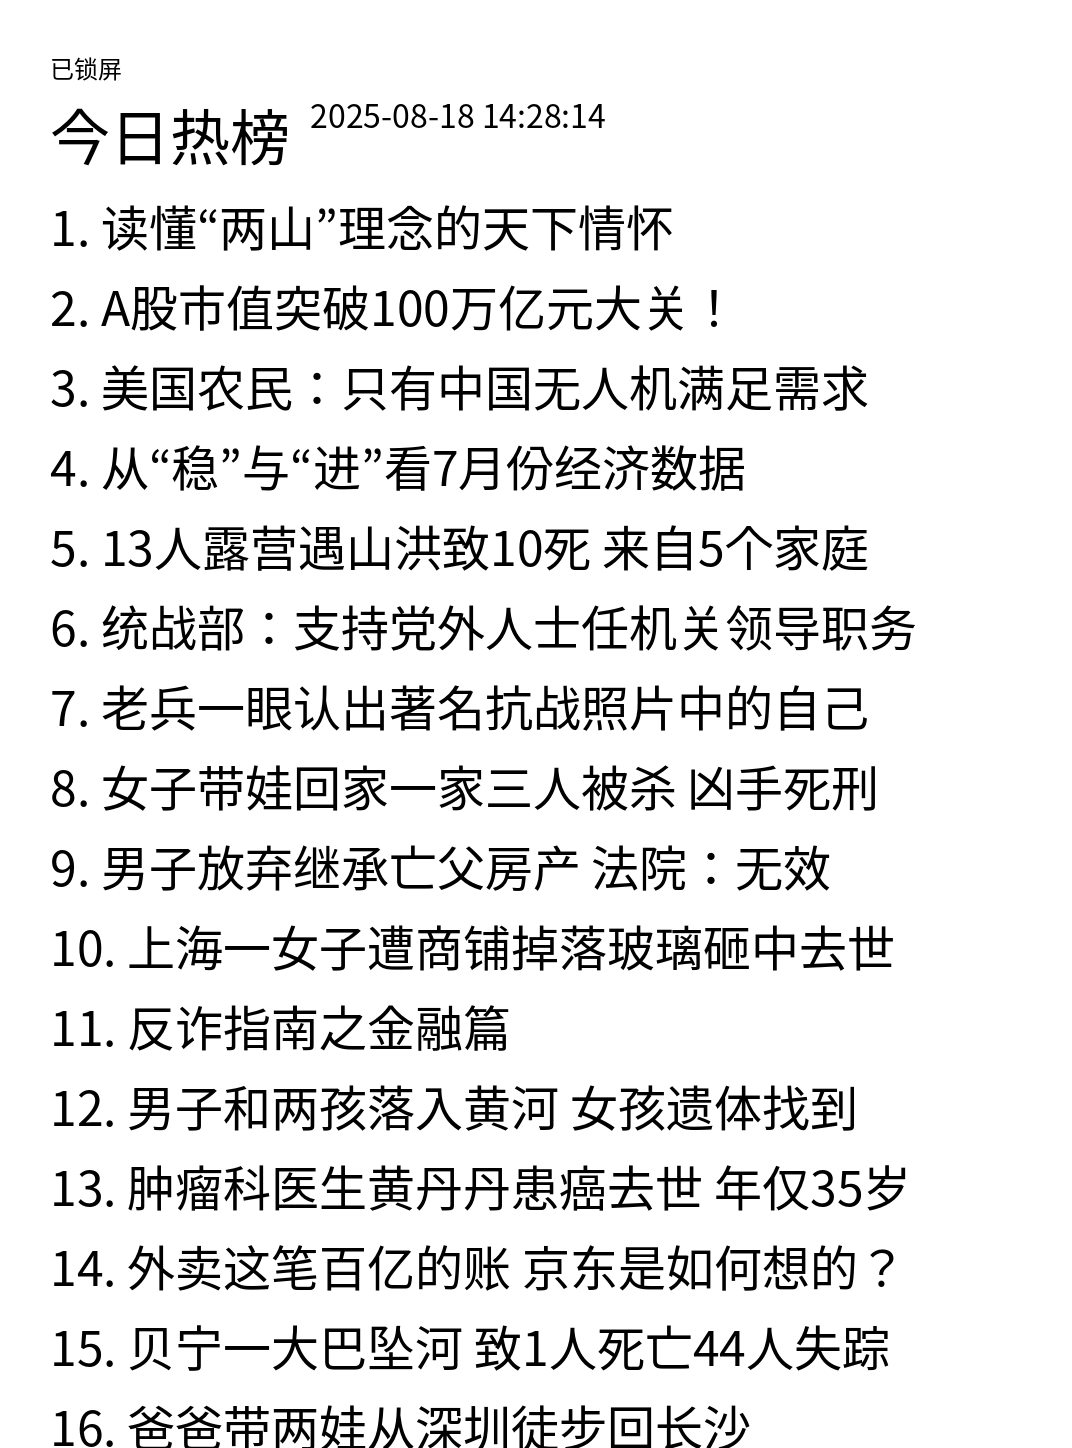 已锁屏
今日热榜 2025-08-18 14:28:14
1. 读懂“两山”理念的天下情怀
2. A股市值突破100万亿元大关！
3. 美国农民：只有中国无人机满足需求
4. 从“稳”与“进”看7月份经济数据
5. 13人露营遇山洪致10死 来自5个家庭
6. 统战部：支持党外人士任机关领导职务
7. 老兵一眼认出著名抗战照片中的自己
8. 女子带娃回家一家三人被杀 凶手死刑
9. 男子放弃继承亡父房产 法院：无效
10. 上海一女子遭商铺掉落玻璃砸中去世
11. 反诈指南之金融篇
12. 男子和两孩落入黄河 女孩遗体找到
13. 肿瘤科医生黄丹丹患癌去世 年仅35岁
14. 外卖这笔百亿的账 京东是如何想的？
15. 贝宁一大巴坠河 致1人死亡44人失踪
16. 爸爸带两娃从深圳徒步回长沙